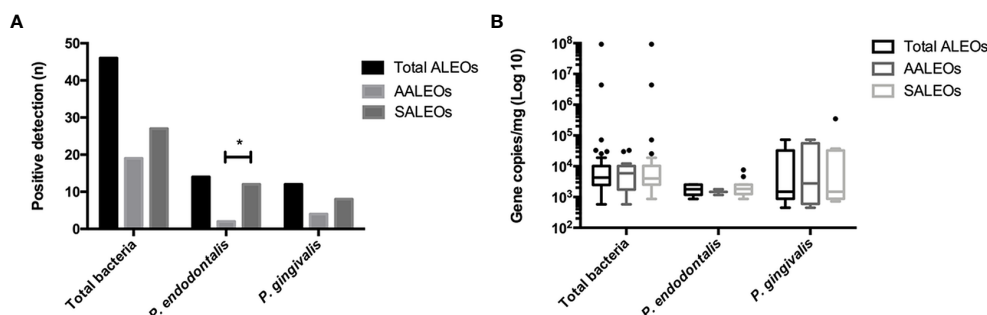 A
Positive detection (n)
50
40
30
20
10
0
*
Total bacteria
P. endodontalis
P. gingivalis
Total ALEOs
AALEOs
SALEOs
B
Gene copies/mg (Log 10)
10⁸
10⁷
10⁶
10⁵
10⁴
10³
10²
Total bacteria
P. endodontalis
P. gingivalis
Total ALEOs
AALEOs
SALEOs